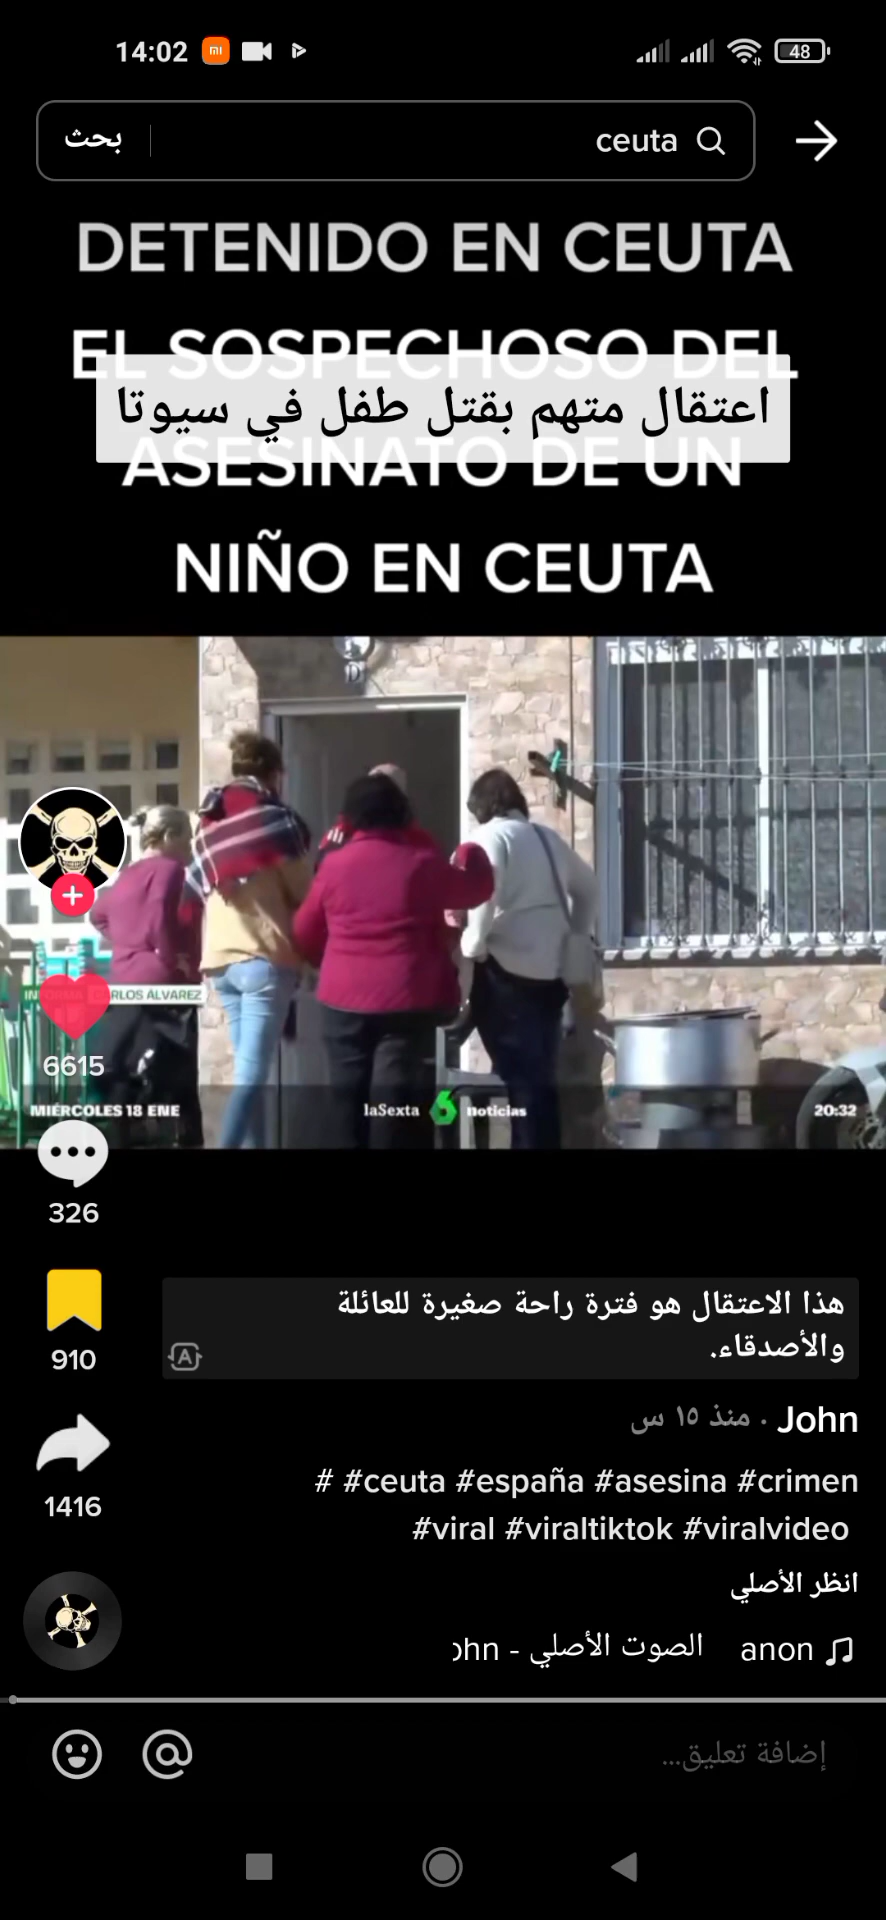 14:02
48
بحث
ceuta
DETENIDO EN CEUTA
EL SOSPECHOSO DEL
اعتقال متهم بقتل طفل في سيوتا
ASESINATO DE UN
NIÑO EN CEUTA
D
CARLOS ÁLVAREZ
6615
MIÉRCOLES 18 ENE
laSexta 6 noticias
20:32
326
هذا الاعتقال هو فترة راحة صغيرة للعائلة
والأصدقاء.
A
910
John · منذ ١٥ س
# #ceuta #españa #asesina #crimen
#viral #viraltiktok #viralvideo
1416
انظر الأصلي
anon الصوت الأصلي - ohn
إضافة تعليق...